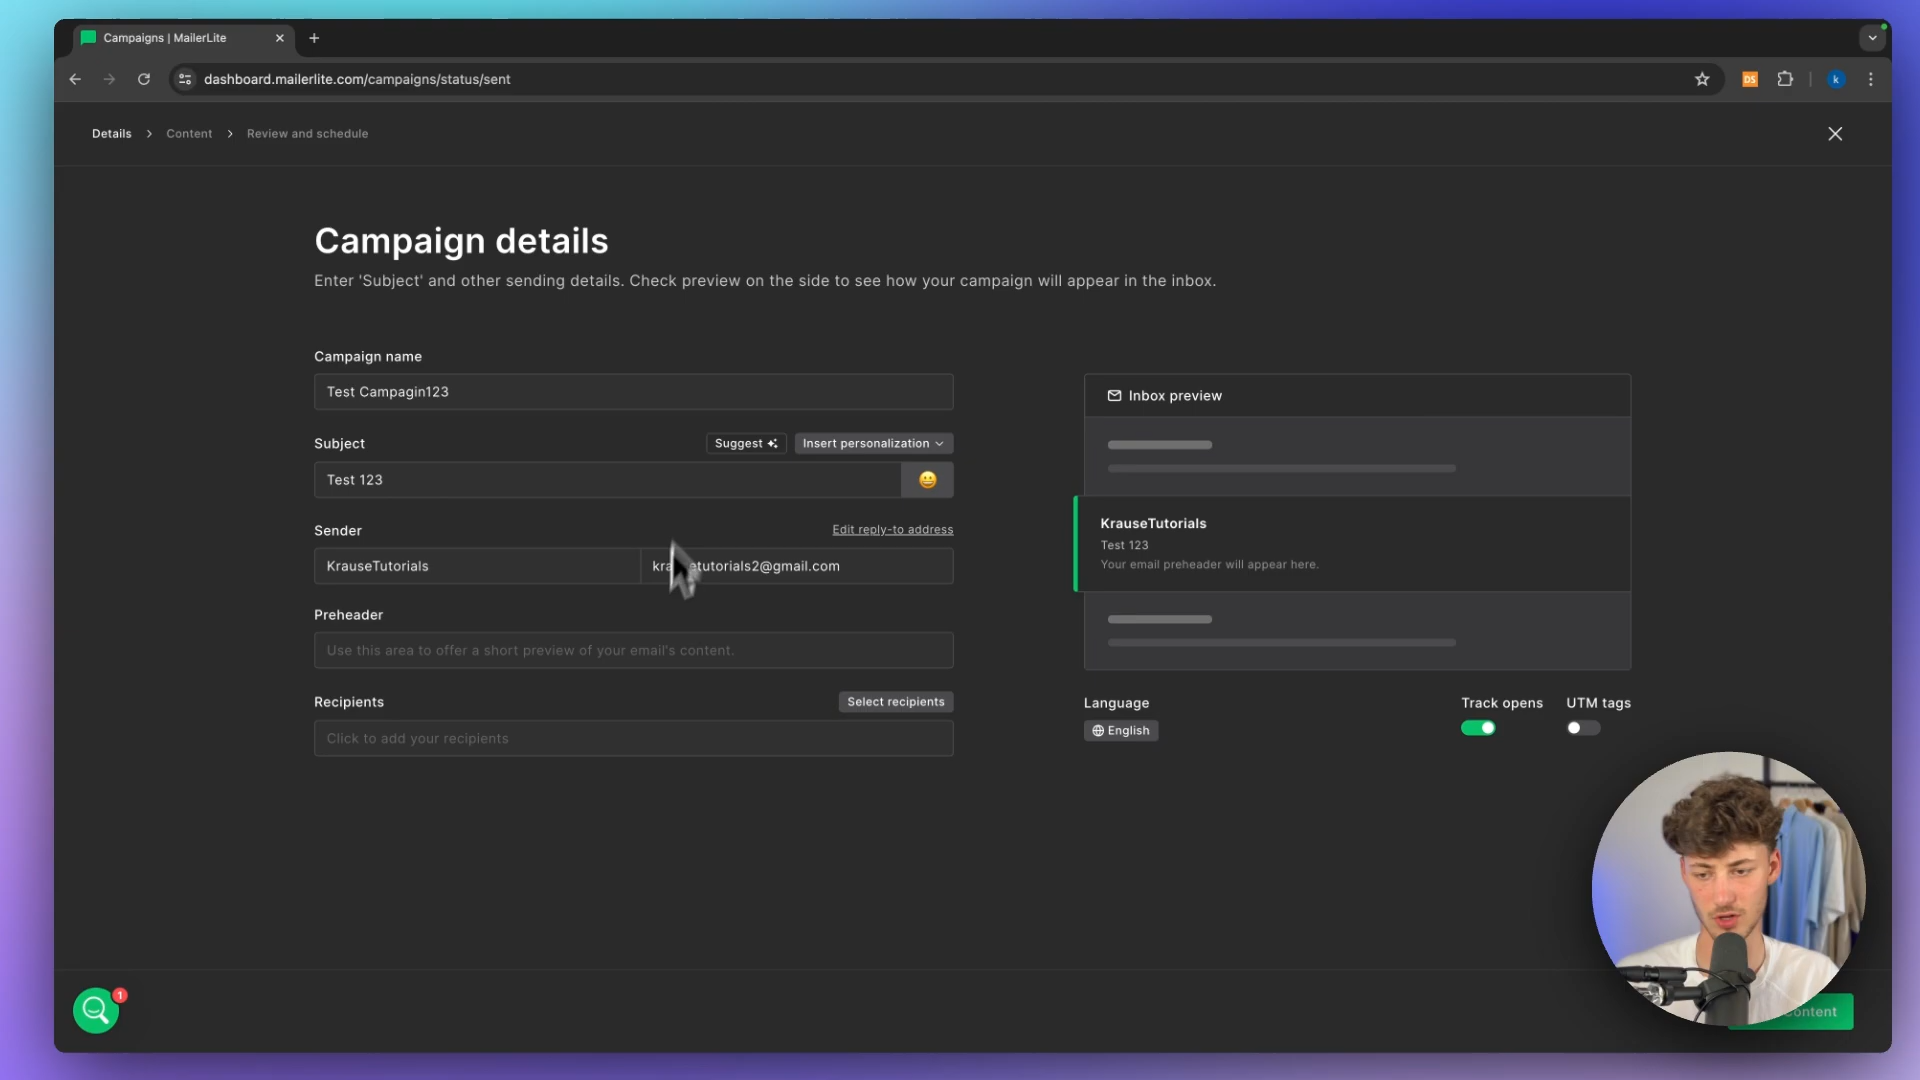 Campaigns | MailerLite
dashboard.mailerlite.com/campaigns/status/sent
DS
k
Details > Content > Review and schedule
Campaign details
Enter 'Subject' and other sending details. Check preview on the side to see how your campaign will appear in the inbox.
Campaign name
Test Campagin123
Subject
Suggest
Insert personalization
Test 123
Sender
Edit reply-to address
KrauseTutorials
tutorials2@gmail.com
Preheader
Use this area to offer a short preview of your email's content.
Recipients
Select recipients
Click to add your recipients
Inbox preview
KrauseTutorials
Test 123
Your email preheader will appear here.
Language
English
Track opens
UTM tags
1